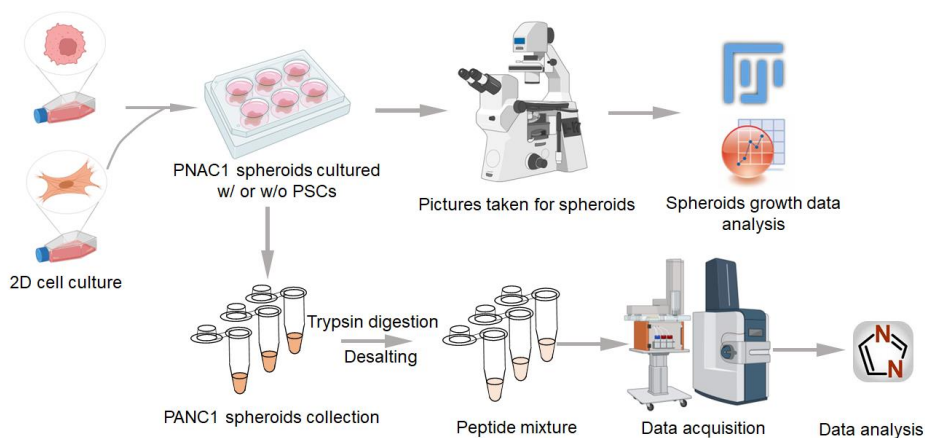 PNAC1 spheroids cultured
w/ or w/o PSCs
Pictures taken for spheroids
Spheroids growth data
analysis
2D cell culture
Trypsin digestion
Desalting
PANC1 spheroids collection
Peptide mixture
Data acquisition
N
N
Data analysis